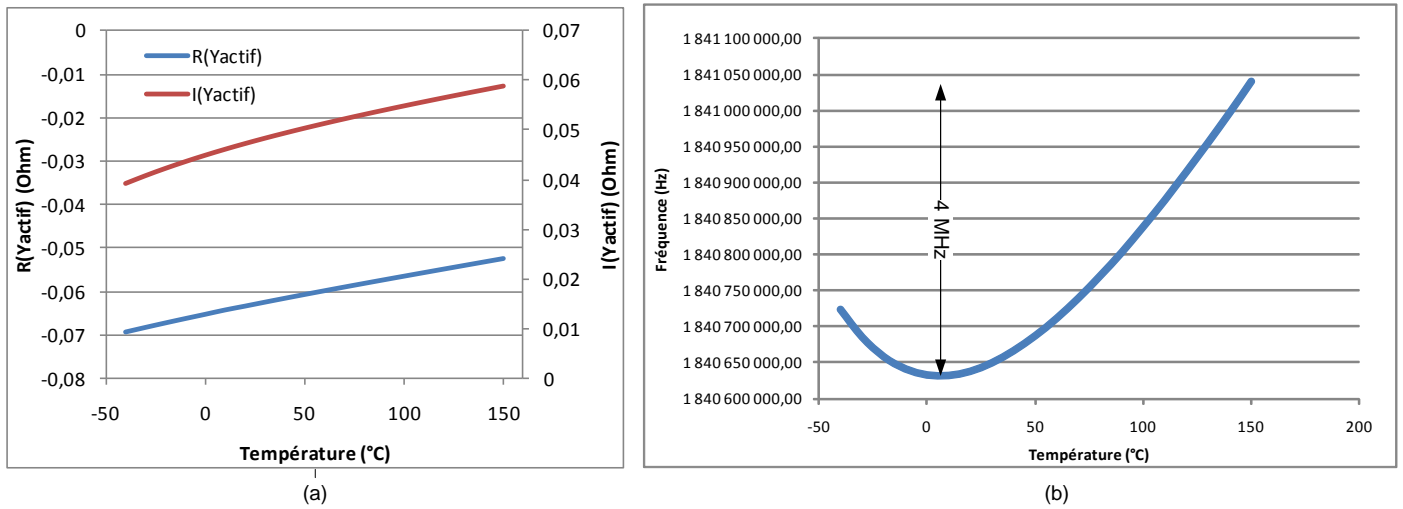 0
-0,01
-0,02
-0,03
-0,04
-0,05
-0,06
-0,07
-0,08
R(Yactif) (Ohm)
R(Yactif)
I(Yactif)
0,07
0,06
0,05
0,04
0,03
0,02
0,01
0
I(Yactif) (Ohm)
-50 0 50 100 150
Température (°C)
(a)
1 841 100 000,00
1 841 050 000,00
1 841 000 000,00
1 840 950 000,00
1 840 900 000,00
1 840 850 000,00
1 840 800 000,00
1 840 750 000,00
1 840 700 000,00
1 840 650 000,00
1 840 600 000,00
Fréquence (Hz)
4 MHz
-50 0 50 100 150 200
Température (°C)
(b)